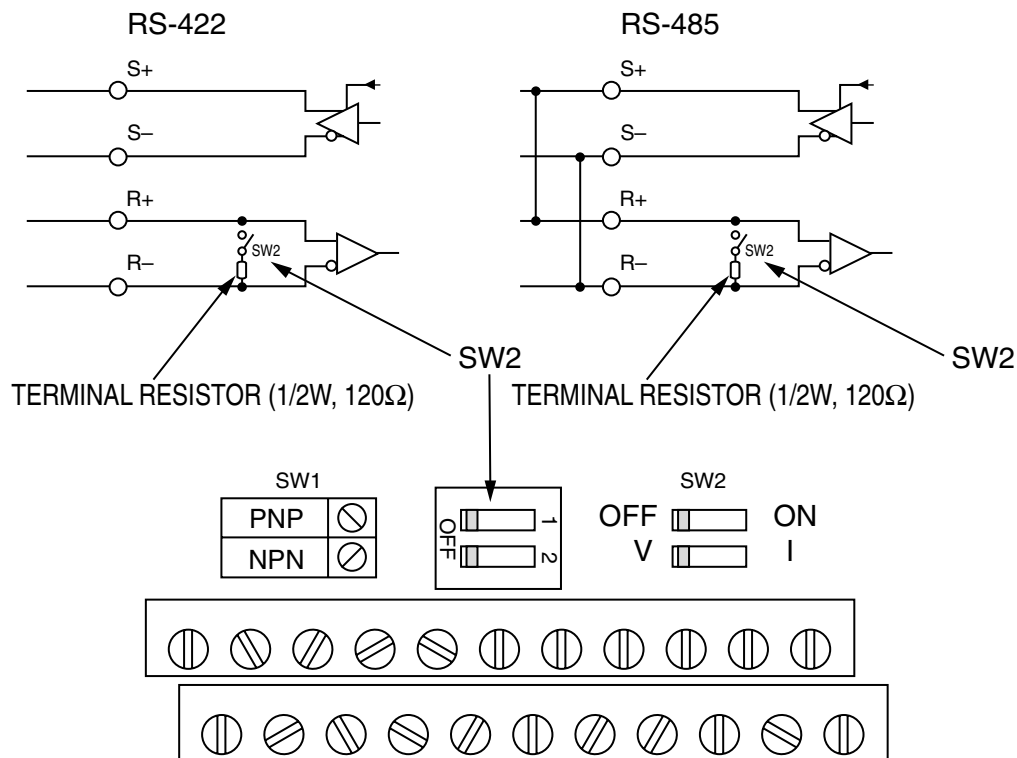 RS-422
S+
S–
R+
SW2
R–
TERMINAL RESISTOR (1/2W, 120Ω)
RS-485
S+
S–
R+
SW2
R–
TERMINAL RESISTOR (1/2W, 120Ω)
SW2
SW2
SW1
PNP
NPN
OFF
1
2
SW2
OFF ON
V I